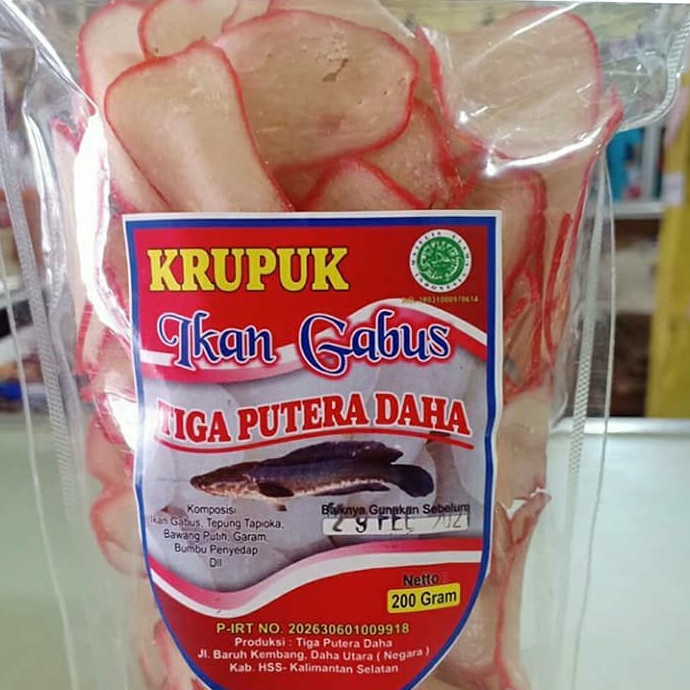 KRUPUK
Ikan Gabus
TIGA PUTERA DAHA
Komposisi
Ikan Gabus, Tepung Tapioka,
Bawang Putih, Garam,
Bumbu Penyedap
Dll
Baiknya Gunakan Sebelum
29 FEB
Netto :
200 Gram
P-IRT NO. 202630601009918
Produksi : Tiga Putera Daha
Jl. Baruh Kembang, Daha Utara ( Negara )
Kab. HSS- Kalimantan Selatan